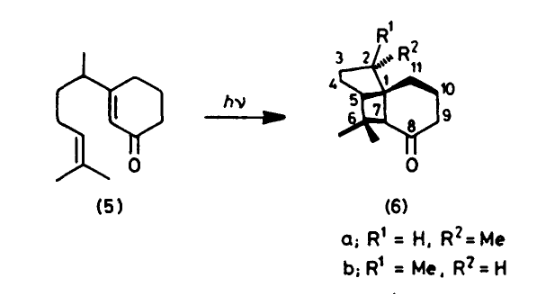 R¹
R²
3
2
11
4
1
10
5
hν
7
6
9
8
O
O
(5)
(6)
a; R¹ = H, R² = Me
b; R¹ = Me, R² = H